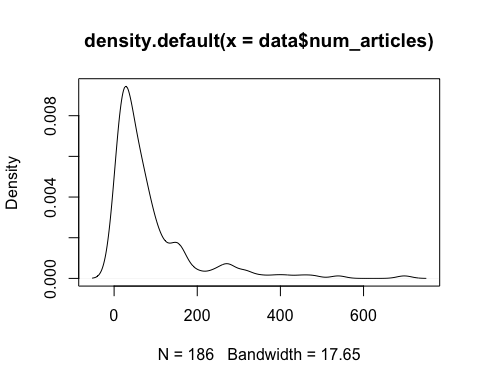 density.default(x = data$num_articles)
Density
0.000
0.004
0.008
0
200
400
600
N = 186 Bandwidth = 17.65